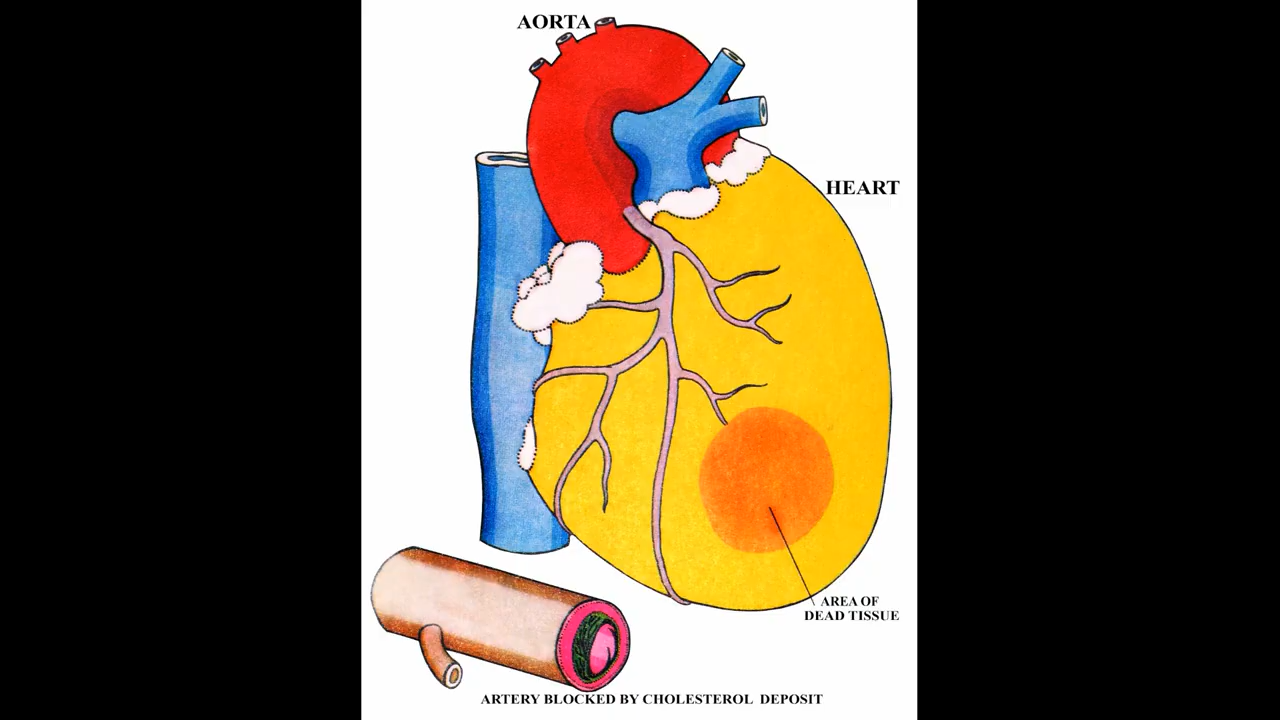 AORTA
HEART
AREA OF
DEAD TISSUE
ARTERY BLOCKED BY CHOLESTEROL DEPOSIT